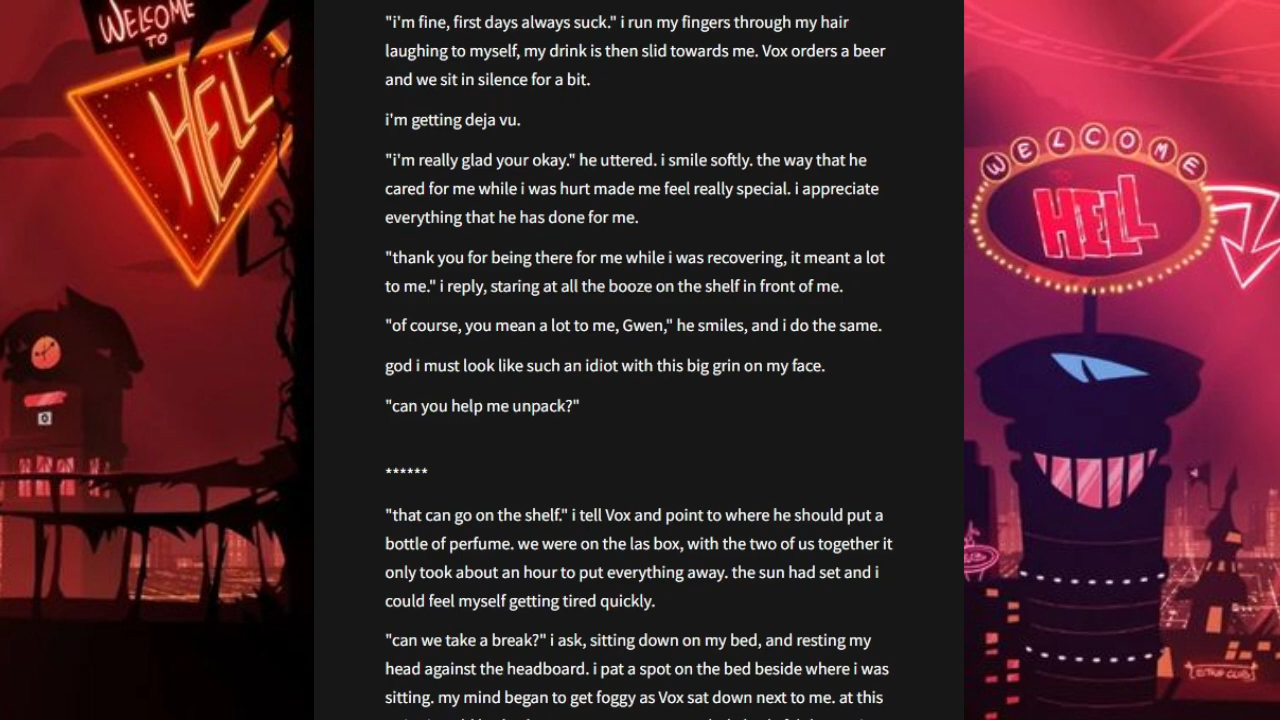 WELCOME
TO
HELL
"i'm fine, first days always suck." i run my fingers through my hair
laughing to myself, my drink is then slid towards me. Vox orders a beer
and we sit in silence for a bit.
i'm getting deja vu.
"i'm really glad your okay." he uttered. i smile softly. the way that he
cared for me while i was hurt made me feel really special. i appreciate
everything that he has done for me.
"thank you for being there for me while i was recovering, it meant a lot
to me." i reply, staring at all the booze on the shelf in front of me.
"of course, you mean a lot to me, Gwen," he smiles, and i do the same.
god i must look like such an idiot with this big grin on my face.
"can you help me unpack?"
******
"that can go on the shelf." i tell Vox and point to where he should put a
bottle of perfume. we were on the las box, with the two of us together it
only took about an hour to put everything away. the sun had set and i
could feel myself getting tired quickly.
"can we take a break?" i ask, sitting down on my bed, and resting my
head against the headboard. i pat a spot on the bed beside where i was
sitting. my mind began to get foggy as Vox sat down next to me. at this
WELCOME
HELL